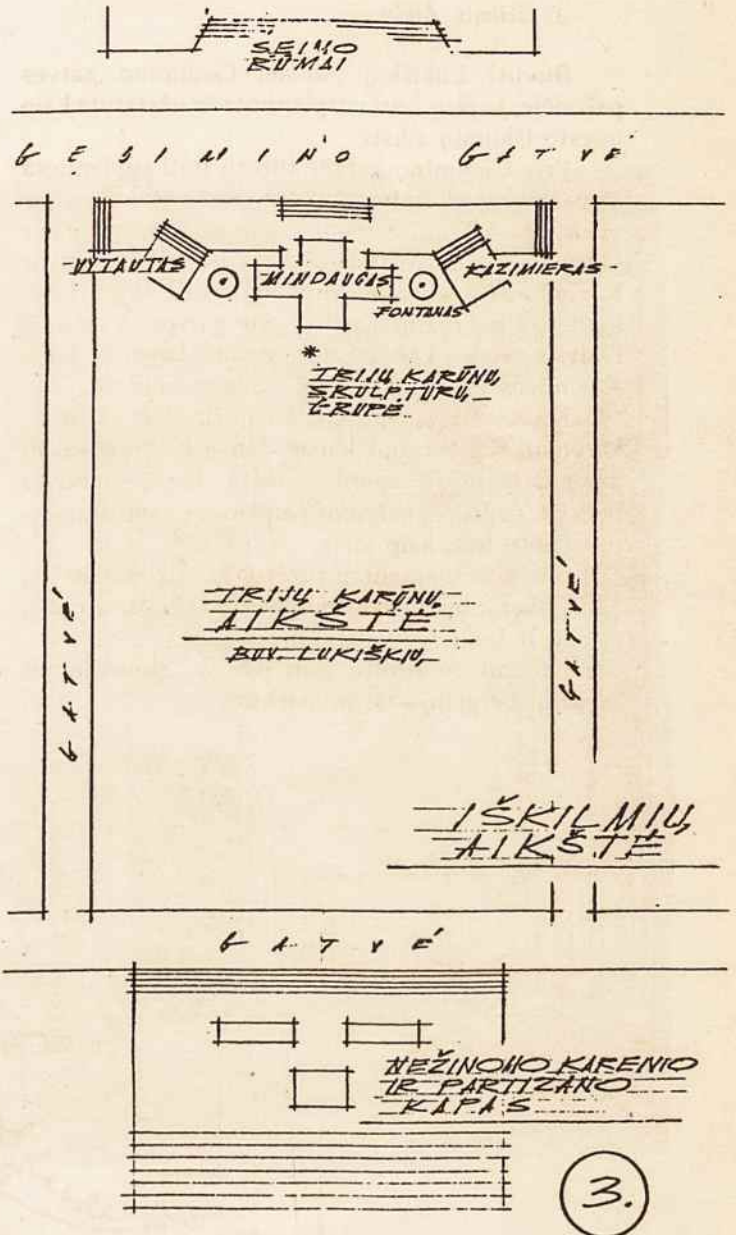 SEIMO
RŪMAI
GEDIMINO GATVĖ
VYTAUTAS
MINDAUGAS
KAZIMIERAS
FONTANAS
*
TRIJŲ KARŪNŲ
SKULPTŪRŲ
GRUPĖ
TRIJŲ KARŪNŲ
AIKŠTĖ
BUV. LUKIŠKIŲ
GATVĖ
GATVĖ
IŠKILMIŲ
AIKŠTĖ
GATVĖ
NEŽINOMO KAREIVIO
IR PARTIZANO
KAPAS
3.